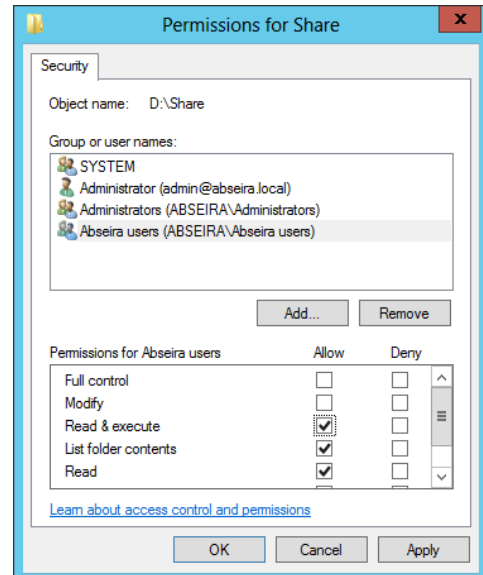 Permissions for Share
x
Security
Object name: D:\Share
Group or user names:
SYSTEM
Administrator (admin@abseira.local)
Administrators (ABSEIRA\Administrators)
Abseira users (ABSEIRA\Abseira users)
Add... Remove
Permissions for Abseira users Allow Deny
Full control
Modify
Read & execute
List folder contents
Read
Learn about access control and permissions
OK Cancel Apply